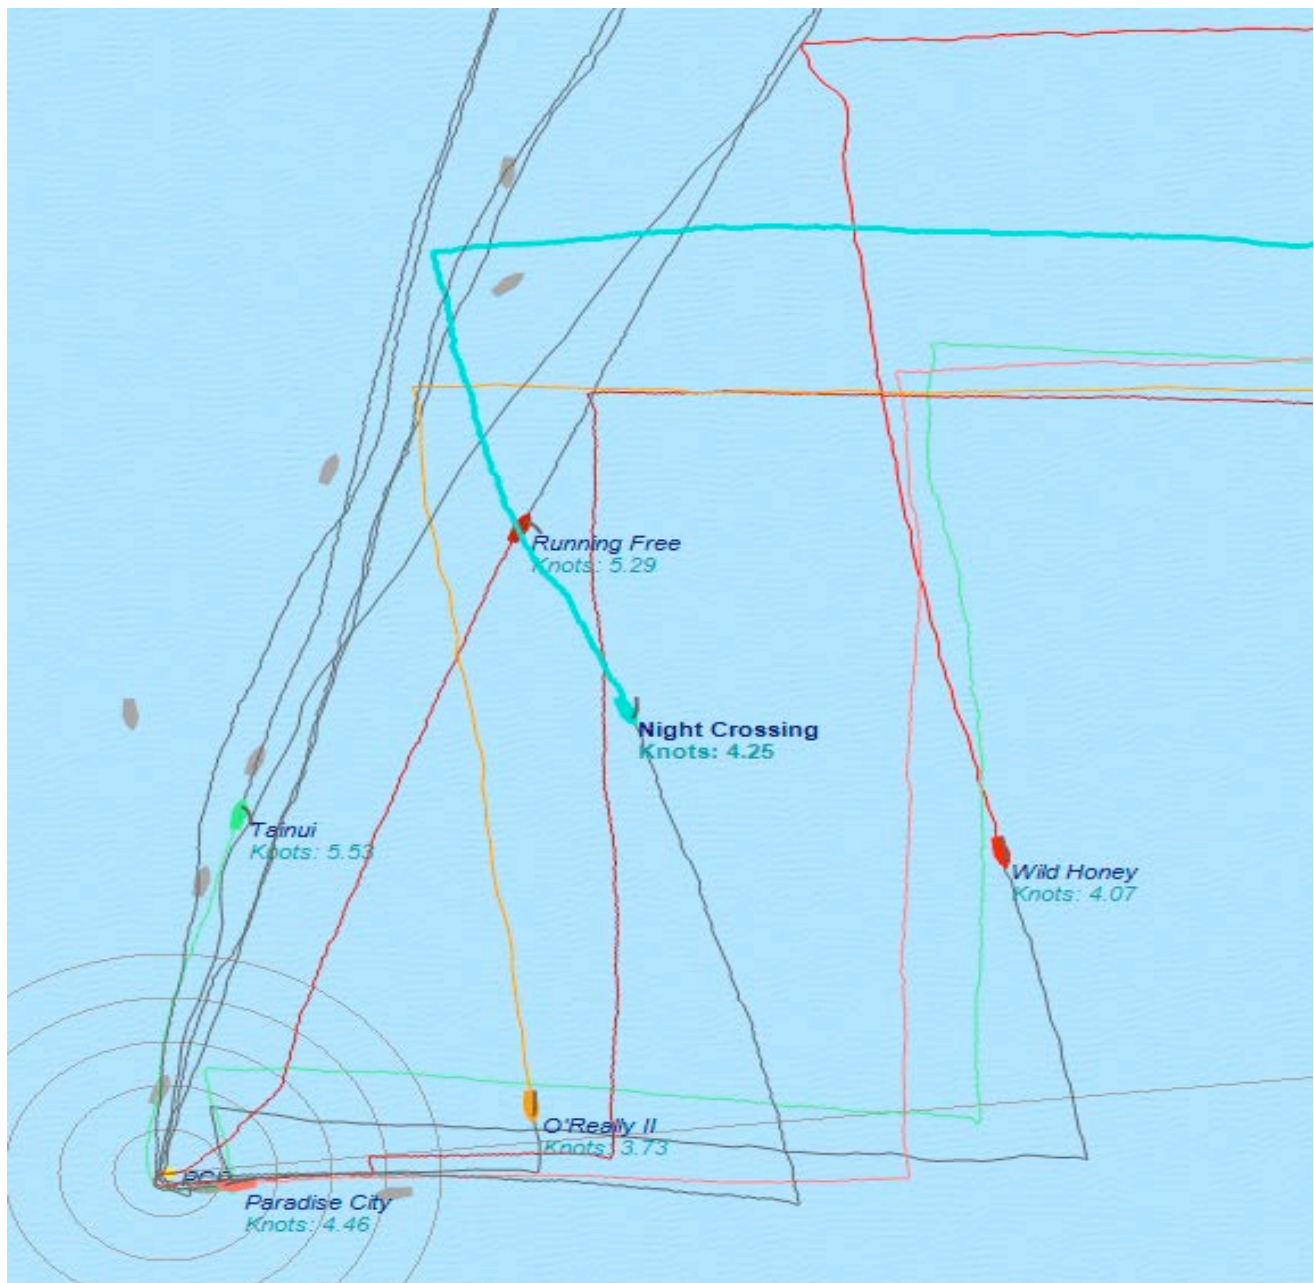 Running Free
Knots: 5.29
Night Crossing
Knots: 4.25
Tainui
Knots: 5.53
Wild Honey
Knots: 4.07
O'Really II
Knots: 3.73
Paradise City
Knots: 4.46